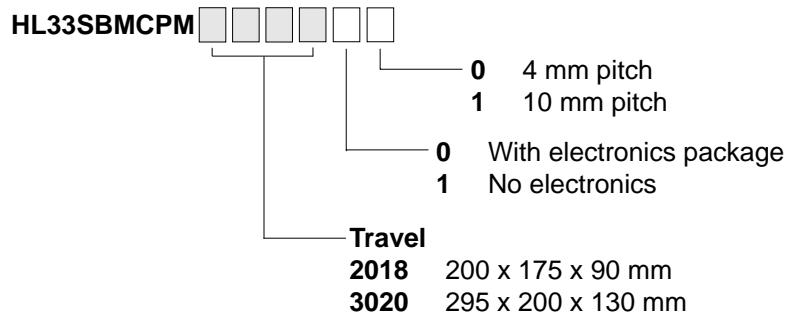 HL33SBMCPM
0 4 mm pitch
1 10 mm pitch
0 With electronics package
1 No electronics
Travel
2018 200 x 175 x 90 mm
3020 295 x 200 x 130 mm